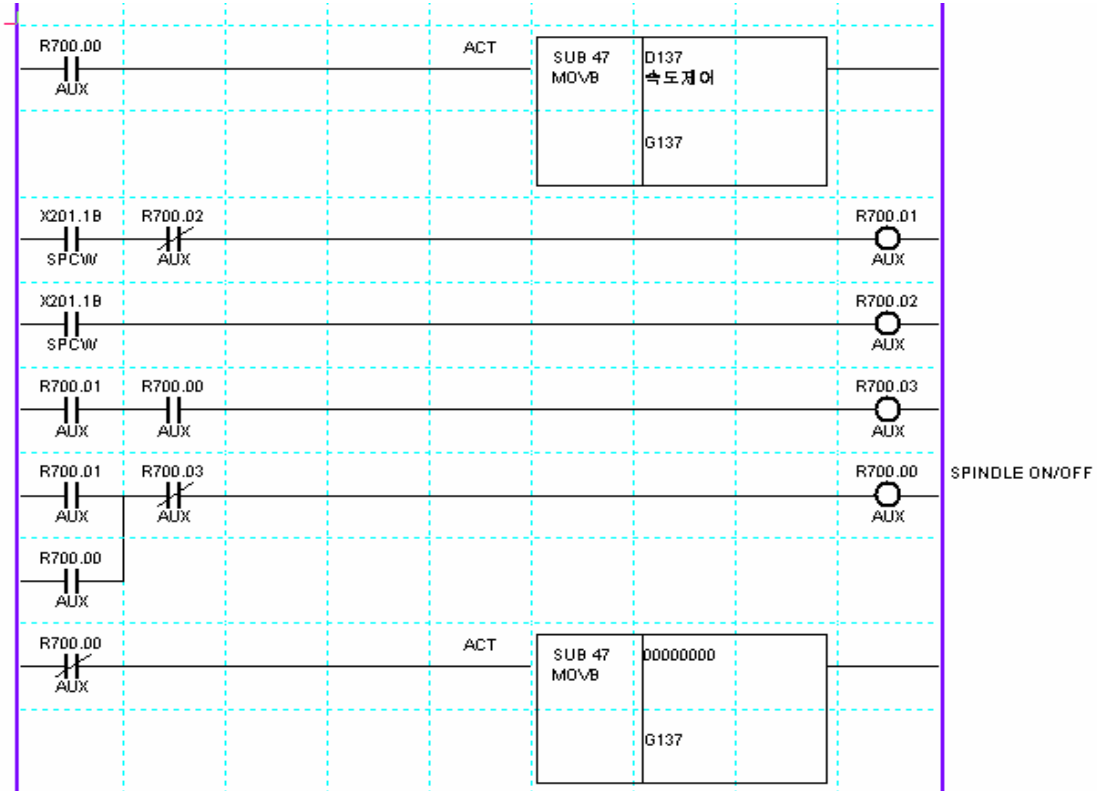 R700.00
ACT
SUB 47
D137
MOVB
속도제어
AUX
G137
X201.1B
R700.02
R700.01
SPCW
AUX
AUX
X201.1B
R700.02
SPCW
AUX
R700.01
R700.00
R700.03
AUX
AUX
AUX
R700.01
R700.03
R700.00
SPINDLE ON/OFF
AUX
AUX
AUX
R700.00
AUX
R700.00
ACT
SUB 47
00000000
MOVB
AUX
G137